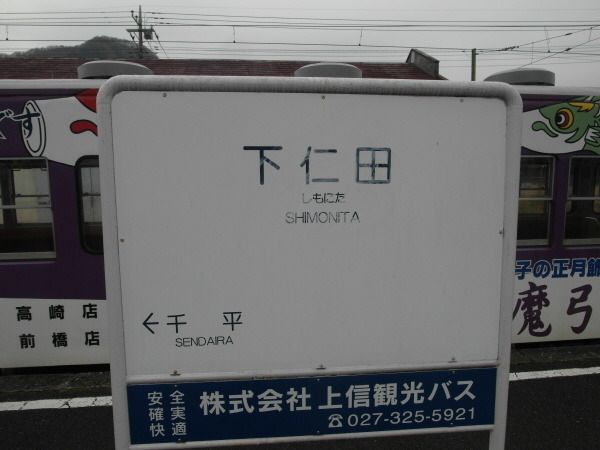 下仁田
しもにた
SHIMONITA
←千平
SENDAIRA
安全
確実
快適
株式会社 上信観光バス
☎027-325-5921
高崎店
前橋店
子の正月飾
魔弓